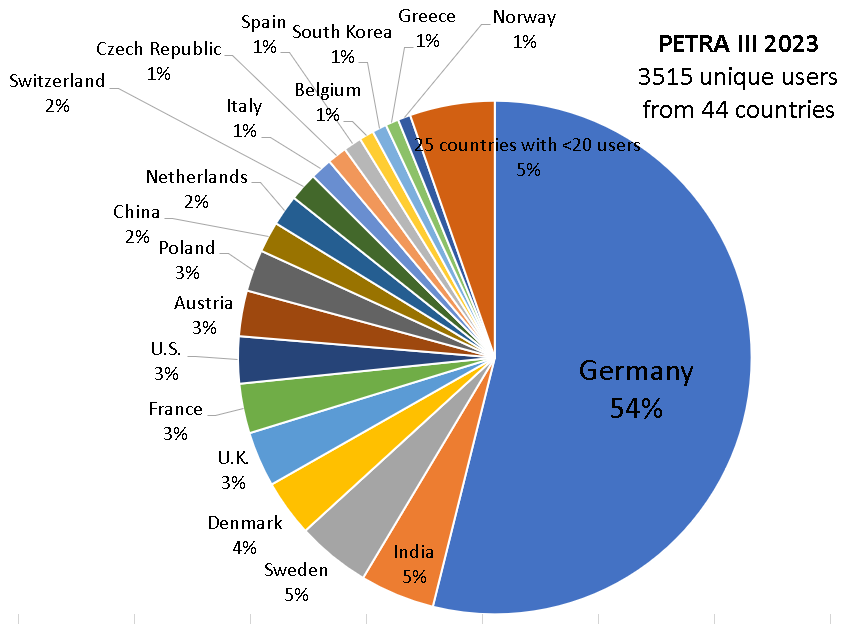 PETRA III 2023
3515 unique users
from 44 countries
Germany
54%
India
5%
Sweden
5%
Denmark
4%
U.K.
3%
France
3%
U.S.
3%
Austria
3%
Poland
3%
China
2%
Netherlands
2%
Switzerland
2%
Italy
1%
Czech Republic
1%
Spain
1%
Belgium
1%
South Korea
1%
Greece
1%
Norway
1%
25 countries with <20 users
5%